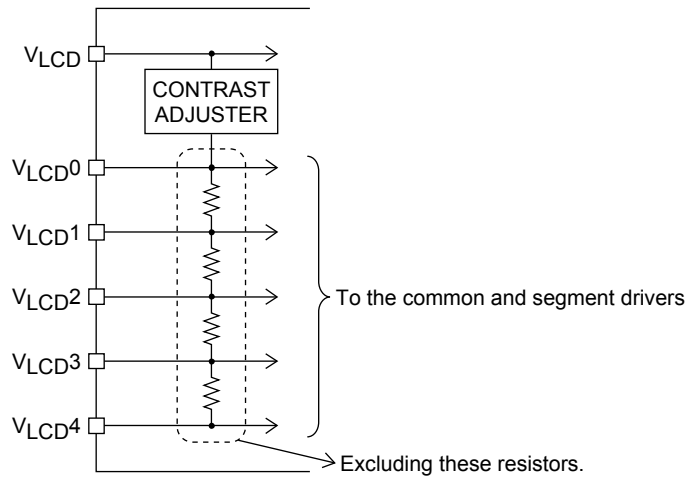 VLCD
CONTRAST
ADJUSTER
VLCD0
VLCD1
VLCD2
To the common and segment drivers
VLCD3
VLCD4
Excluding these resistors.